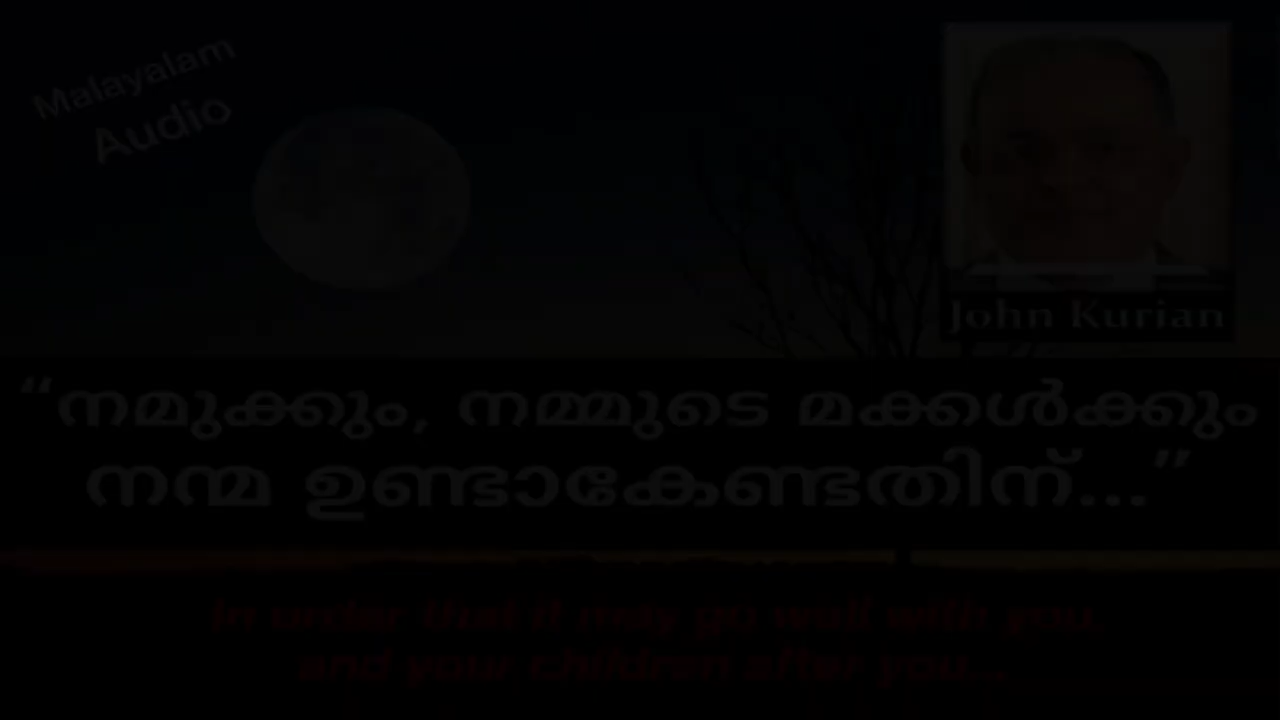 Malayalam
Audio
John Kurian
“നമുക്കും, നമ്മുടെ മക്കൾക്കും
നന്മ ഉണ്ടാകേണ്ടതിന്...”
In order that it may go well with you,
and your children after you...